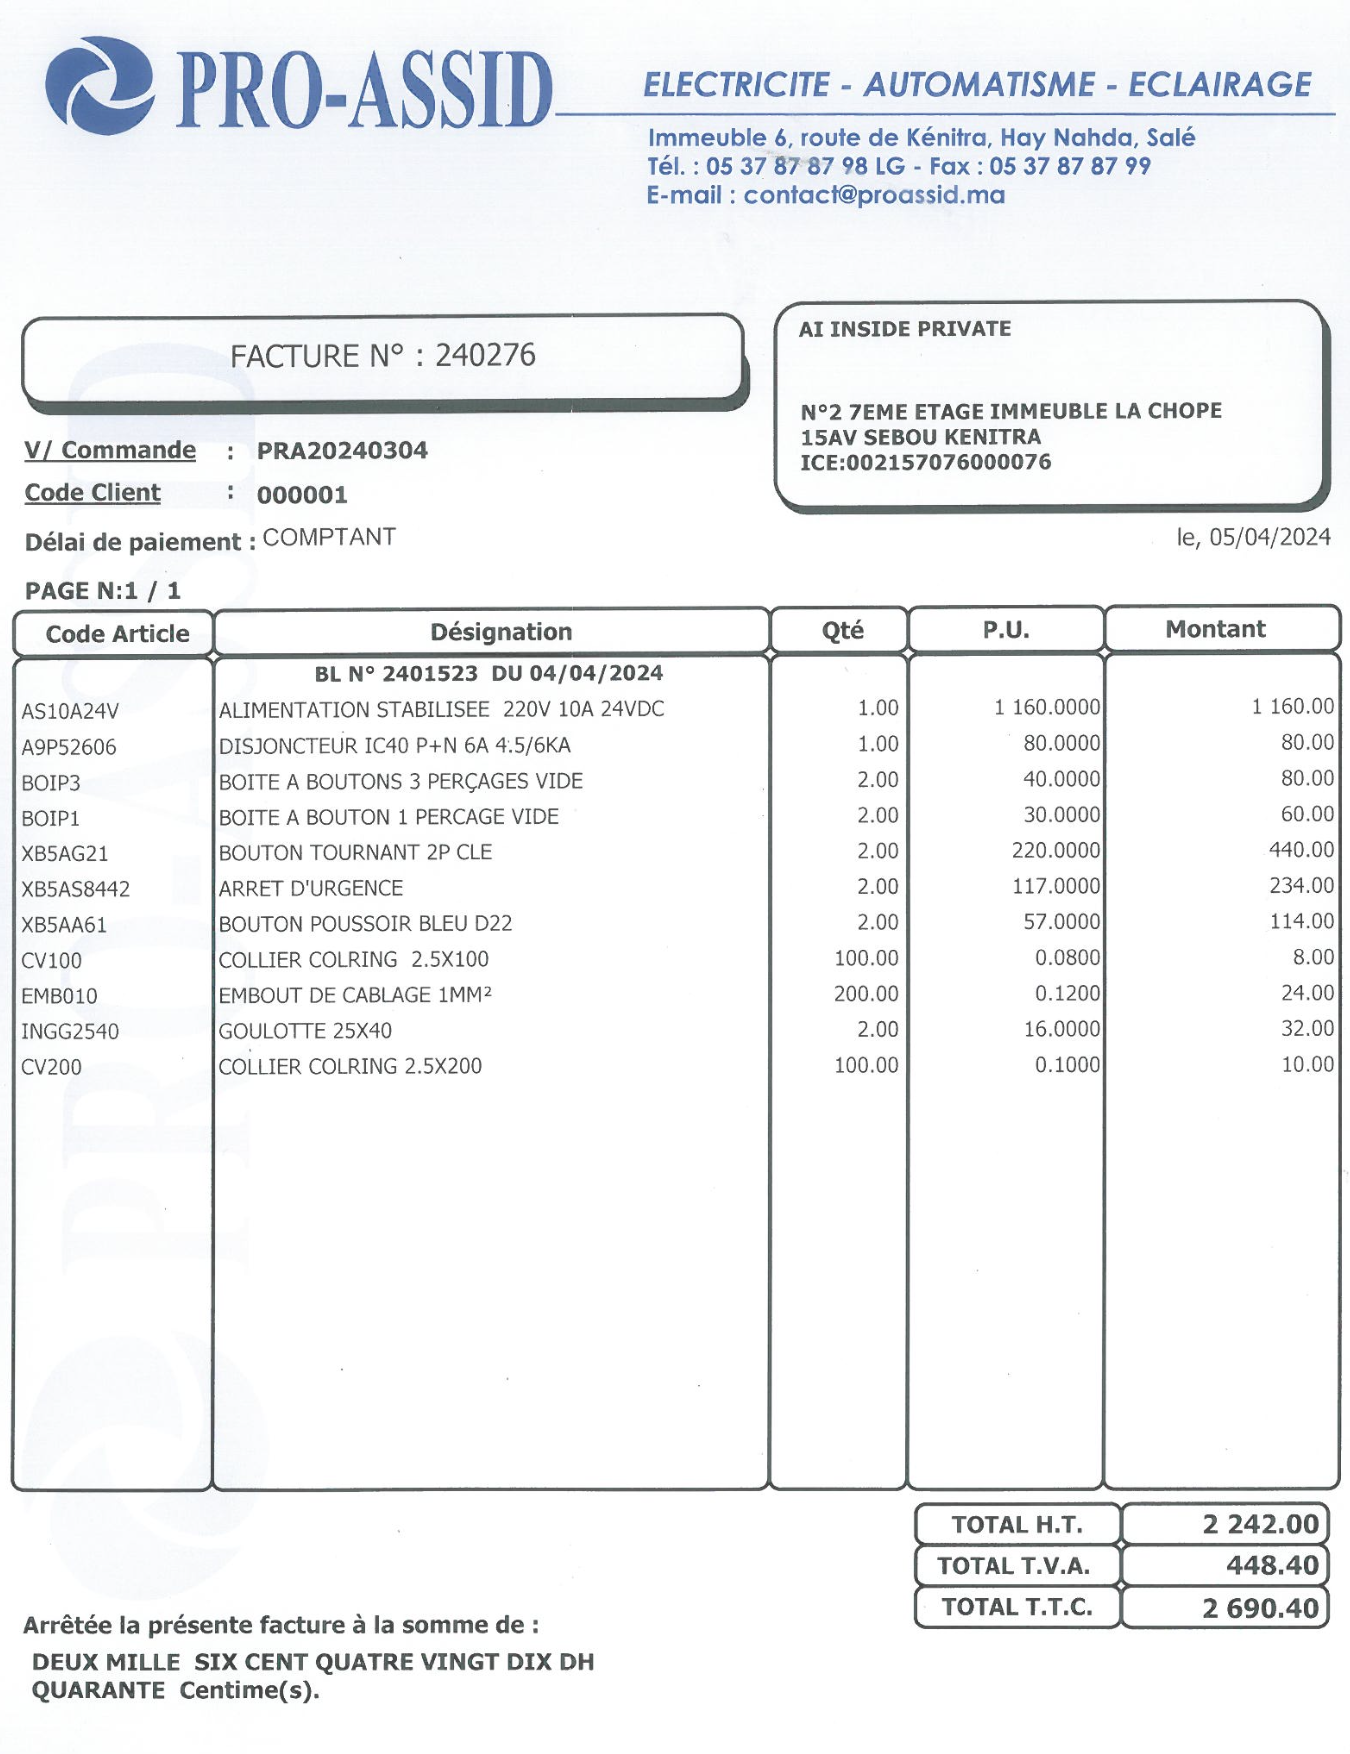 PRO-ASSID
ELECTRICITE - AUTOMATISME - ECLAIRAGE
Immeuble 6, route de Kénitra, Hay Nahda, Salé
Tél. : 05 37 87 87 98 LG - Fax : 05 37 87 87 99
E-mail : contact@proassid.ma
FACTURE N° : 240276
AI INSIDE PRIVATE
N°2 7EME ETAGE IMMEUBLE LA CHOPE
15AV SEBOU KENITRA
ICE:002157076000076
V/ Commande : PRA20240304
Code Client : 000001
Délai de paiement : COMPTANT
le, 05/04/2024
PAGE N:1 / 1
Code Article Désignation Qté P.U. Montant
BL N° 2401523 DU 04/04/2024
AS10A24V ALIMENTATION STABILISEE 220V 10A 24VDC 1.00 1 160.0000 1 160.00
A9P52606 DISJONCTEUR IC40 P+N 6A 4.5/6KA 1.00 80.0000 80.00
BOIP3 BOITE A BOUTONS 3 PERÇAGES VIDE 2.00 40.0000 80.00
BOIP1 BOITE A BOUTON 1 PERCAGE VIDE 2.00 30.0000 60.00
XB5AG21 BOUTON TOURNANT 2P CLE 2.00 220.0000 440.00
XB5AS8442 ARRET D'URGENCE 2.00 117.0000 234.00
XB5AA61 BOUTON POUSSOIR BLEU D22 2.00 57.0000 114.00
CV100 COLLIER COLRING 2.5X100 100.00 0.0800 8.00
EMB010 EMBOUT DE CABLAGE 1MM² 200.00 0.1200 24.00
INGG2540 GOULOTTE 25X40 2.00 16.0000 32.00
CV200 COLLIER COLRING 2.5X200 100.00 0.1000 10.00
TOTAL H.T. 2 242.00
TOTAL T.V.A. 448.40
TOTAL T.T.C. 2 690.40
Arrêtée la présente facture à la somme de :
DEUX MILLE SIX CENT QUATRE VINGT DIX DH
QUARANTE Centime(s).
PRO-ASSID